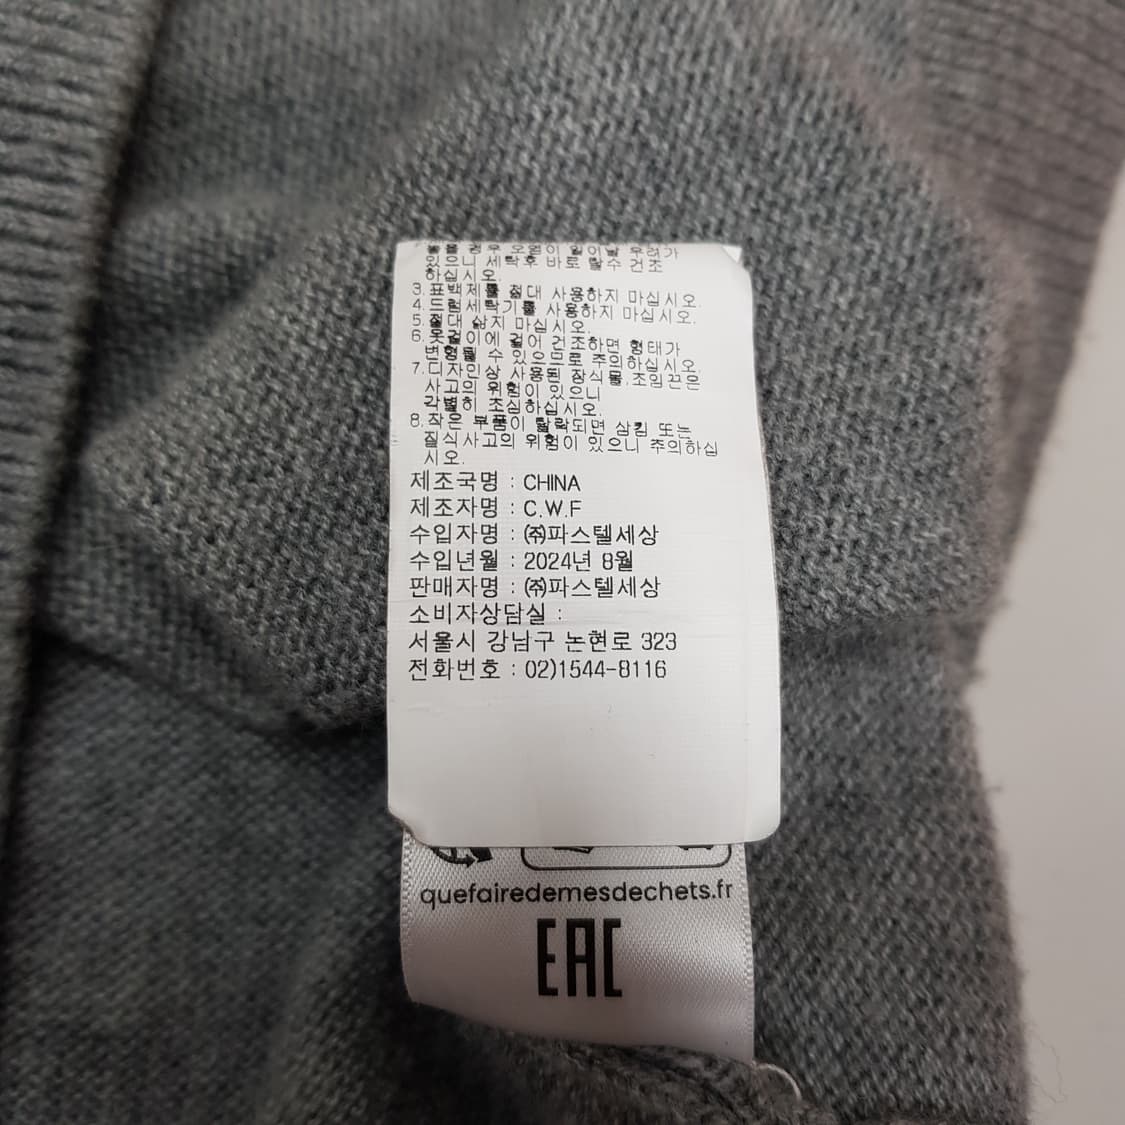 경우 오염이 일어날 우려가
있으니 세탁후 바로 탈수 건조
하십시오.
3.표백제를 절대 사용하지 마십시오.
4.드럼세탁기를 사용하지 마십시오.
5.절대 삶지 마십시오.
6.옷걸이에 걸어 건조하면 형태가
변형될 수 있으므로 주의하십시오.
7.디자인상 사용된 장식물,조임끈은
사고의 위험이 있으니
각별히 조심하십시오.
8.작은 부품이 탈락되면 삼킴 또는
질식사고의 위험이 있으니 주의하십
시오.
제조국명 : CHINA
제조자명 : C.W.F
수입자명 : ㈜파스텔세상
수입년월 : 2024년 8월
판매자명 : ㈜파스텔세상
소비자상담실 :
서울시 강남구 논현로 323
전화번호 : 02)1544-8116
quefairedemesdechets.fr
EAC